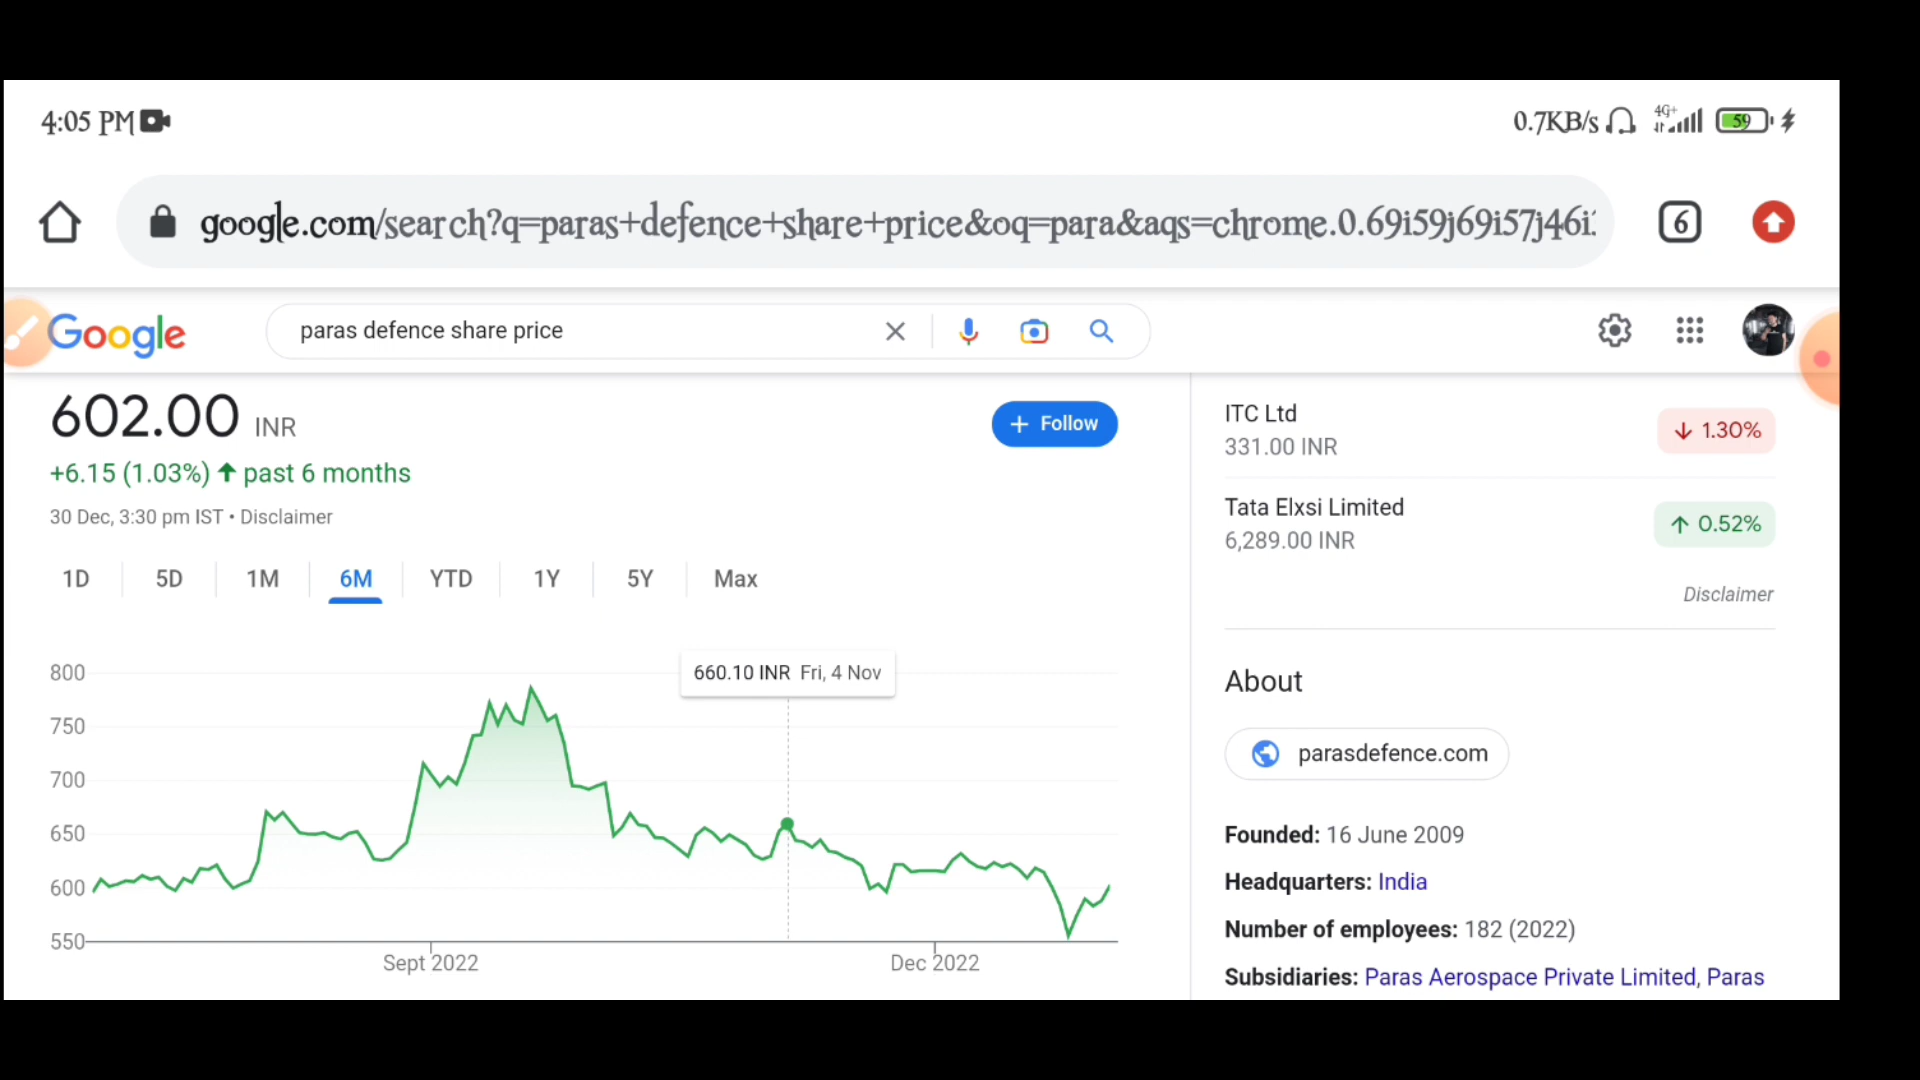 4:05 PM
0.7KB/s 4G+ 59
google.com/search?q=paras+defence+share+price&oq=para&aqs=chrome.0.69i59j69i57j46i
6
Google
paras defence share price
602.00 INR
+ Follow
+6.15 (1.03%) past 6 months
30 Dec, 3:30 pm IST • Disclaimer
1D 5D 1M 6M YTD 1Y 5Y Max
660.10 INR Fri, 4 Nov
800
750
700
650
600
550
Sept 2022
Dec 2022
ITC Ltd
331.00 INR
1.30%
Tata Elxsi Limited
6,289.00 INR
0.52%
Disclaimer
About
parasdefence.com
Founded: 16 June 2009
Headquarters: India
Number of employees: 182 (2022)
Subsidiaries: Paras Aerospace Private Limited, Paras